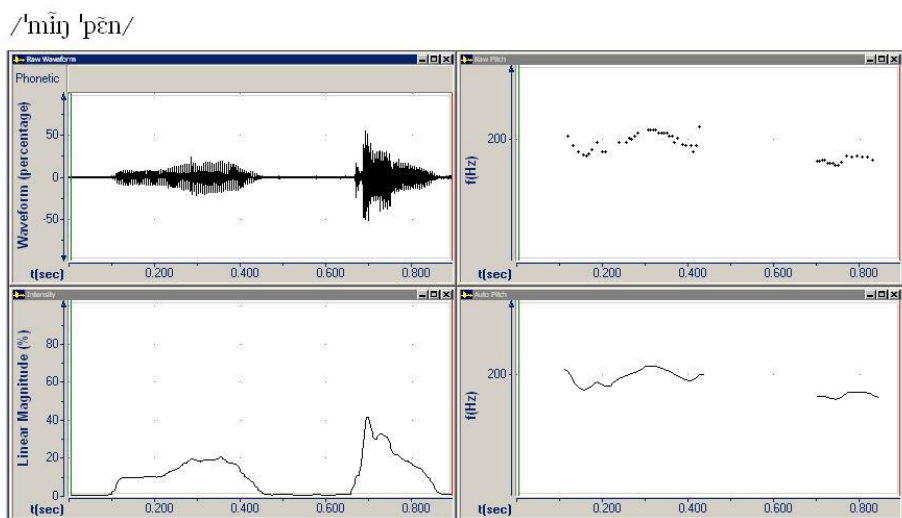 /ˈmĩŋ ˈpɛ̃n/
Raw Waveform
Phonetic
Waveform (percentage)
50
0
-50
t(sec)
0.200
0.400
0.600
0.800
Raw Pitch
f(Hz)
200
t(sec)
0.200
0.400
0.600
0.800
Intensity
Linear Magnitude (%)
80
60
40
20
0
t(sec)
0.200
0.400
0.600
0.800
Auto Pitch
f(Hz)
200
t(sec)
0.200
0.400
0.600
0.800